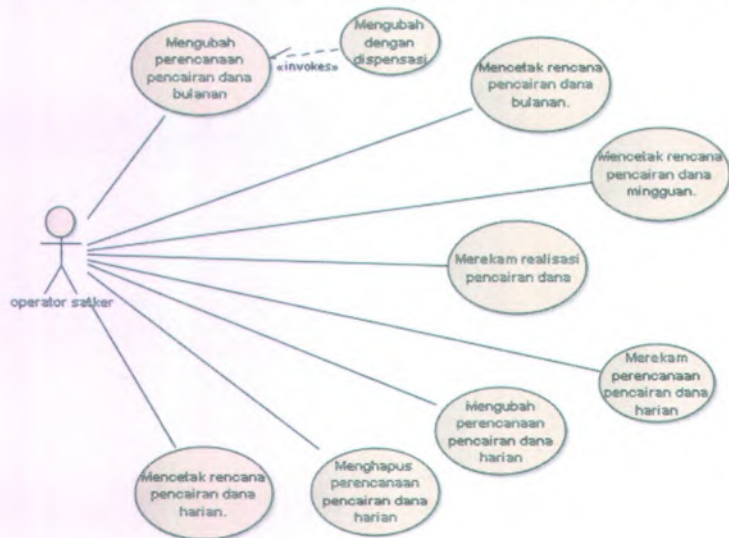 Mengubah
perencanaan
pencairan dana
bulanan
«invokes»
Mengubah
dengan
dispensasi
Mencetak rencana
pencairan dana
bulanan.
Mencetak rencana
pencairan dana
mingguan.
Merekam realisasi
pencairan dana
operator satker
Merekam
perencanaan
pencairan dana
harian
Mengubah
perencanaan
pencairan dana
harian
Menghapus
perencanaan
pencairan dana
harian
Mencetak rencana
pencairan dana
harian.